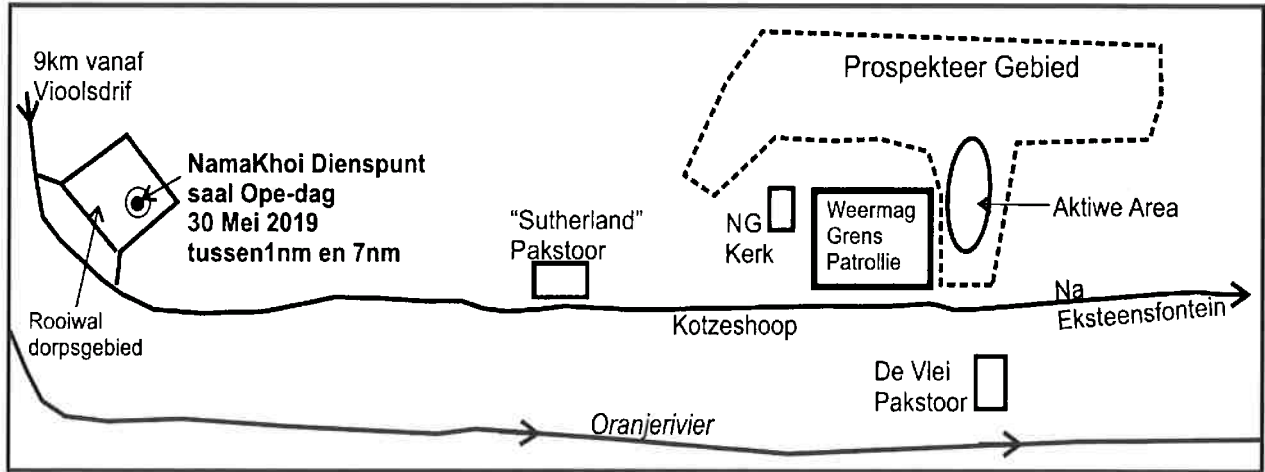 9km vanaf
Vioolsdrif
NamaKhoi Dienspunt
saal Ope-dag
30 Mei 2019
tussen1nm en 7nm
Rooiwal
dorpsgebied
"Sutherland"
Pakstoor
Prospekteer Gebied
NG
Kerk
Weermag
Grens
Patrollie
Aktiwe Area
Kotzeshoop
Na
Eksteensfontein
De Vlei
Pakstoor
Oranjerivier